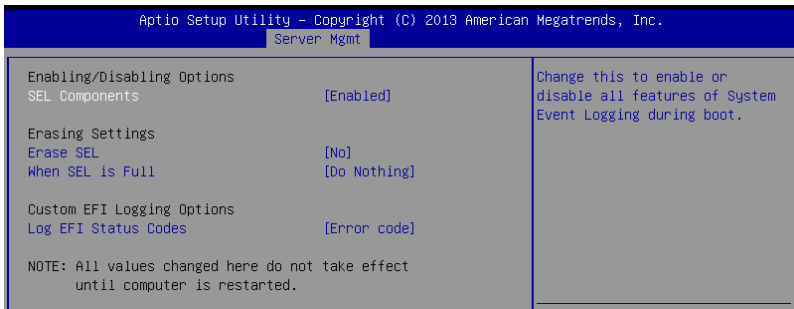 Aptio Setup Utility – Copyright (C) 2013 American Megatrends, Inc.
Server Mgmt
Enabling/Disabling Options
SEL Components [Enabled]
Erasing Settings
Erase SEL [No]
When SEL is Full [Do Nothing]
Custom EFI Logging Options
Log EFI Status Codes [Error code]
NOTE: All values changed here do not take effect
until computer is restarted.
Change this to enable or
disable all features of System
Event Logging during boot.